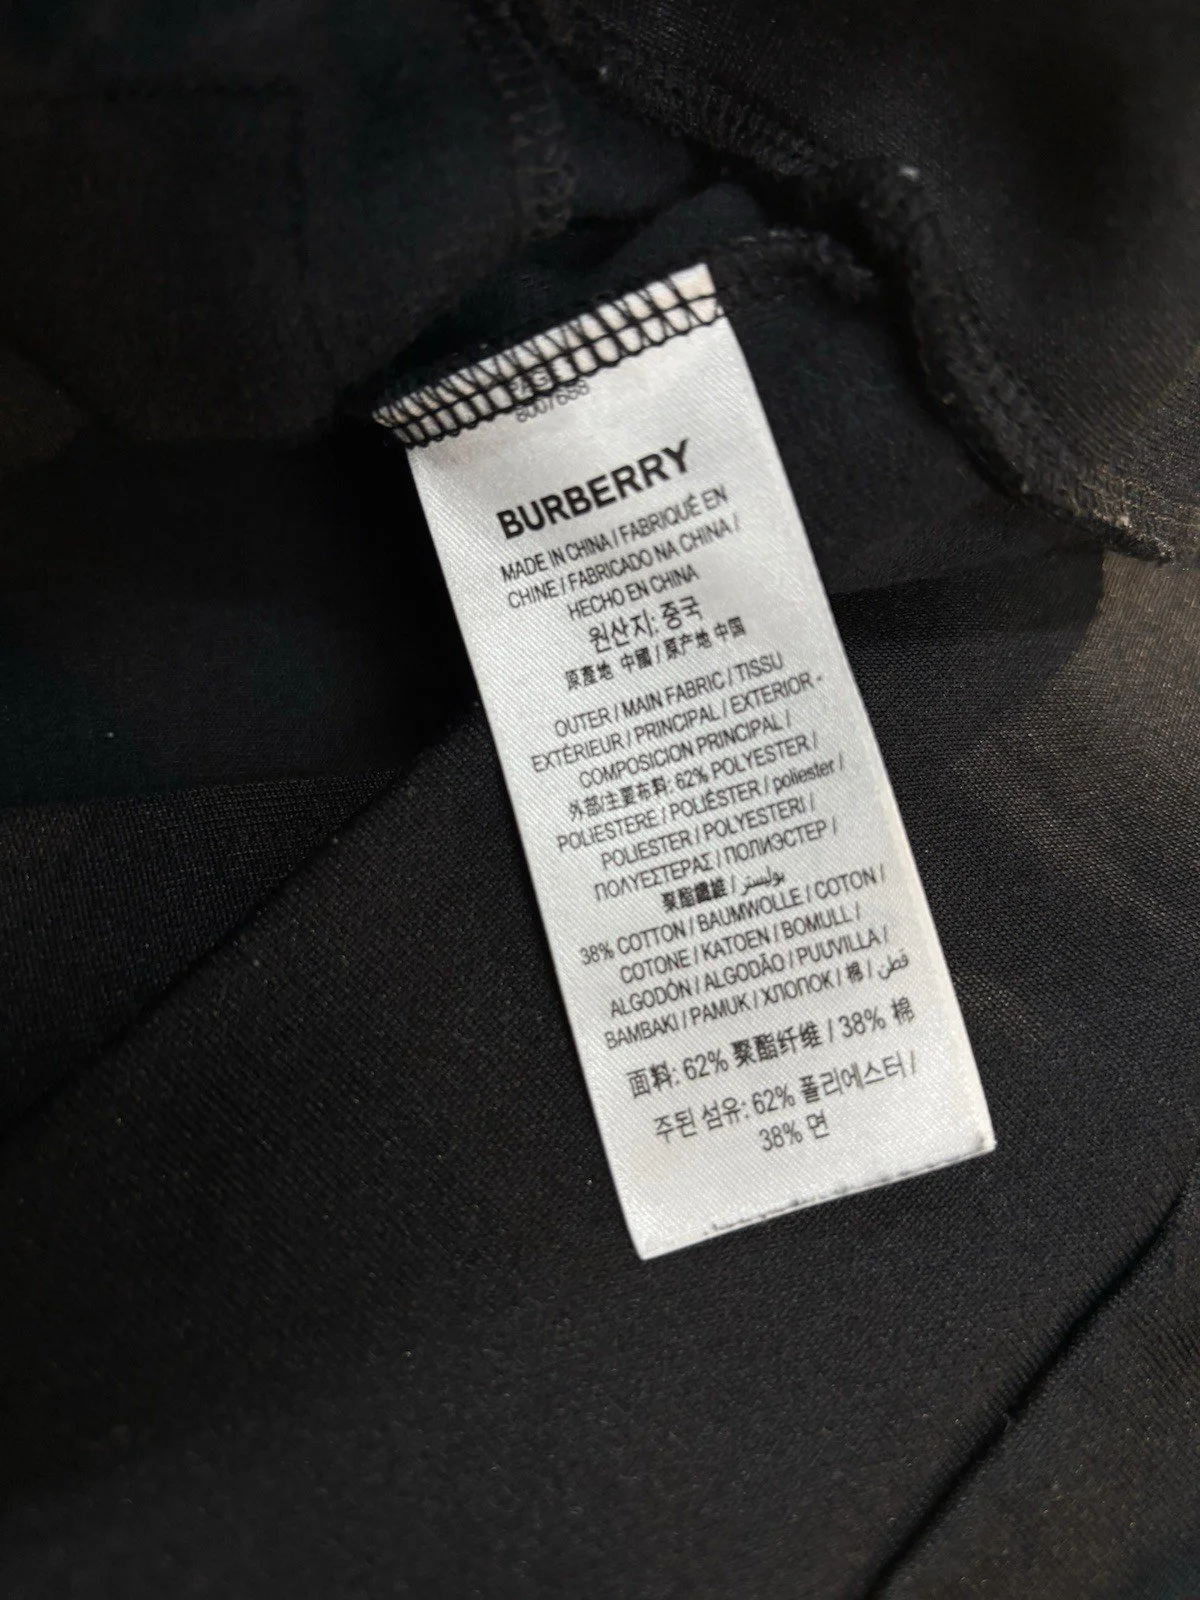 8007688
BURBERRY
MADE IN CHINA / FABRIQUÉ EN
CHINE / FABRICADO NA CHINA /
HECHO EN CHINA
원산지: 중국
原產地 中國 / 原产地 中国
OUTER / MAIN FABRIC / TISSU
EXTÉRIEUR / PRINCIPAL / EXTERIOR -
COMPOSICION PRINCIPAL /
外部/主要布料: 62% POLYESTER /
POLIESTERE / POLIÉSTER / poliester /
POLIESTER / POLYESTERI /
ΠΟΛΥΕΣΤΕΡΑΣ / ПОЛИЭСТЕР /
聚酯纖維 / بوليستر
38% COTTON / BAUMWOLLE / COTON /
COTONE / KATOEN / BOMULL /
ALGODÓN / ALGODÃO / PUUVILLA /
BAMBAKI / PAMUK / ХЛОПОК / 棉 / قطن
面料: 62% 聚酯纤维 / 38% 棉
주된 섬유: 62% 폴리에스터 /
38% 면